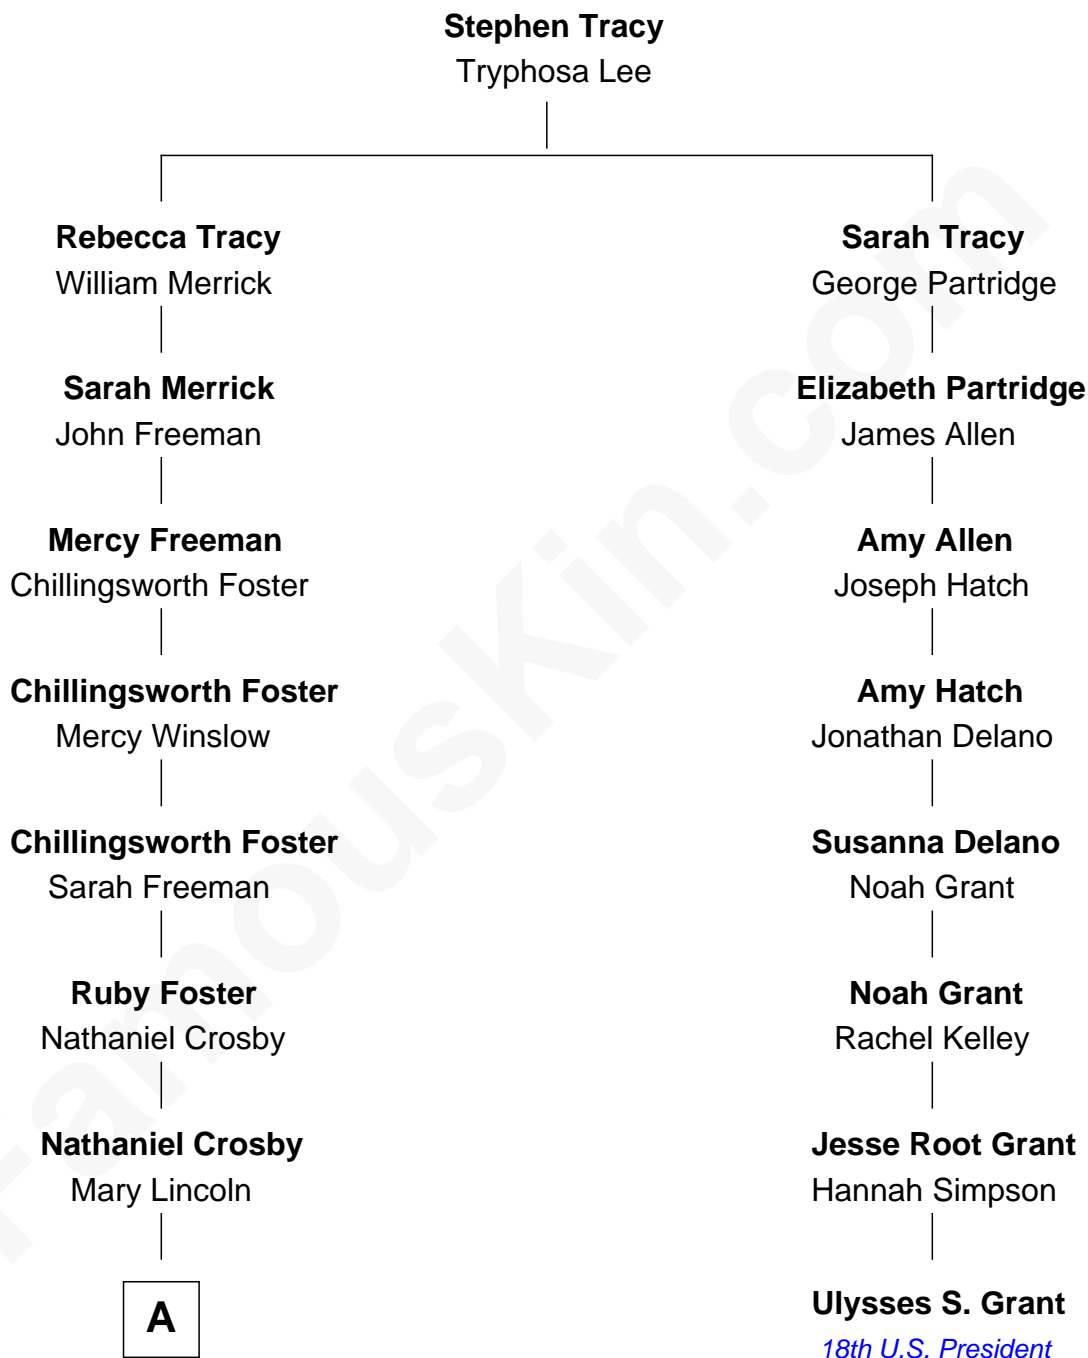 Stephen Tracy
Tryphosa Lee
Rebecca Tracy
William Merrick
Sarah Tracy
George Partridge
Sarah Merrick
John Freeman
Elizabeth Partridge
James Allen
Mercy Freeman
Chillingsworth Foster
Amy Allen
Joseph Hatch
Chillingsworth Foster
Mercy Winslow
Amy Hatch
Jonathan Delano
Chillingsworth Foster
Sarah Freeman
Susanna Delano
Noah Grant
Ruby Foster
Nathaniel Crosby
Noah Grant
Rachel Kelley
Nathaniel Crosby
Mary Lincoln
Jesse Root Grant
Hannah Simpson
A
Ulysses S. Grant
18th U.S. President
FamousKin.com